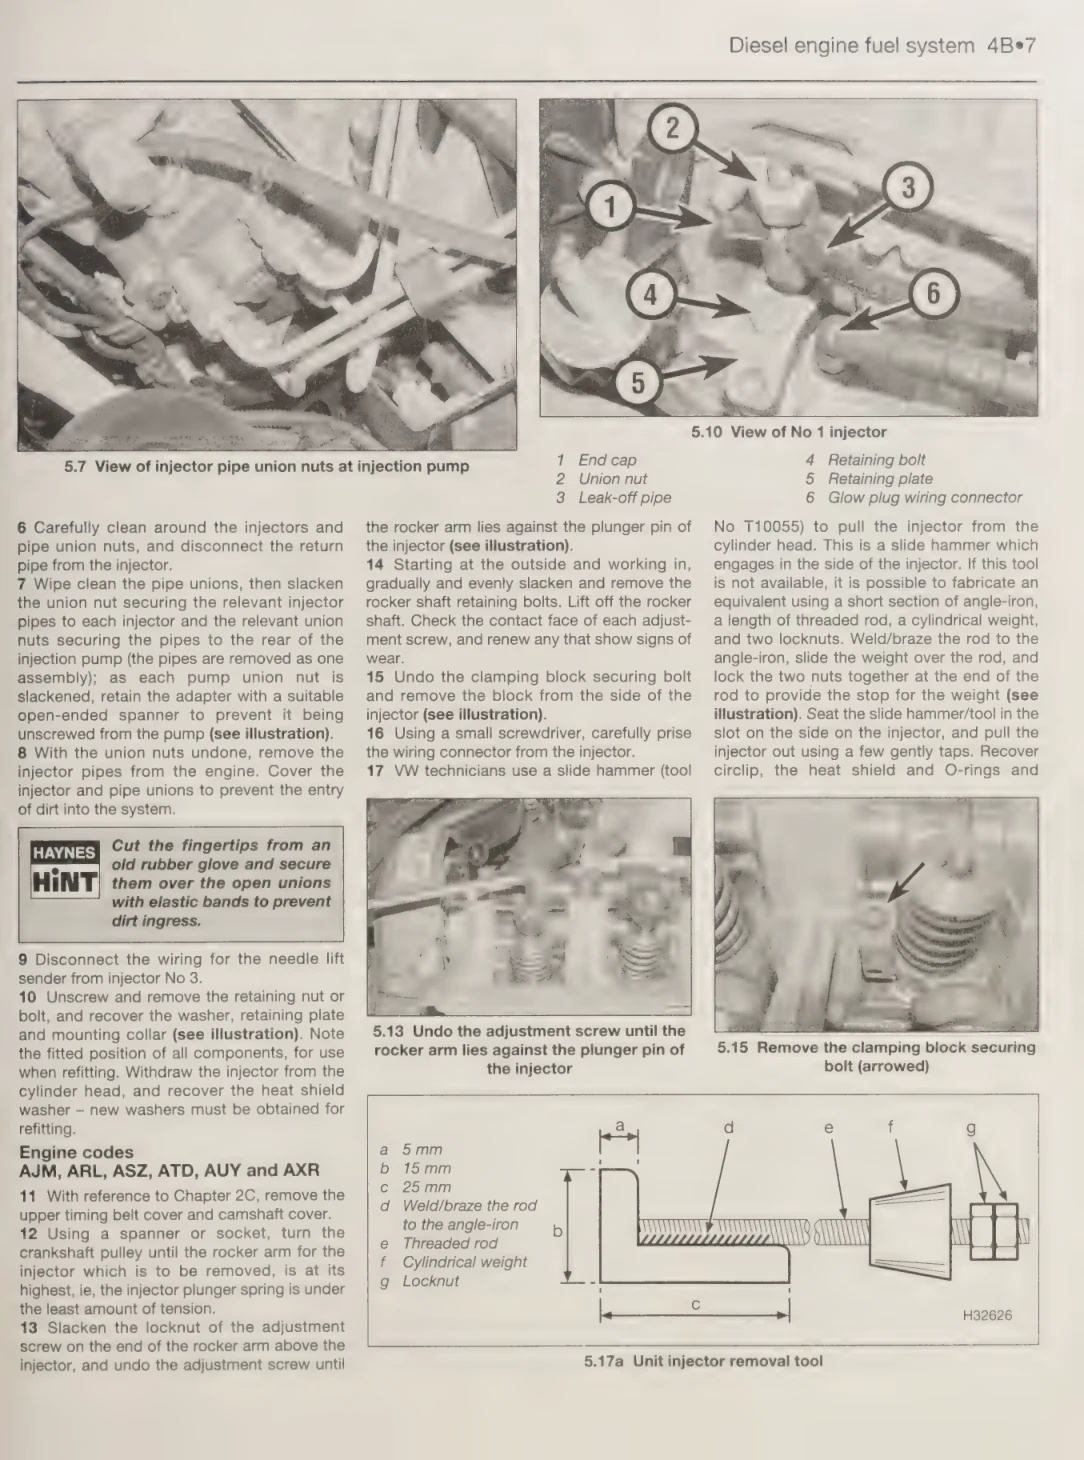 Diesel engine fuel system 4B•7
5.7 View of injector pipe union nuts at injection pump
2
1
3
4
6
5
5.10 View of No 1 injector
1 End cap
2 Union nut
3 Leak-off pipe
4 Retaining bolt
5 Retaining plate
6 Glow plug wiring connector
6 Carefully clean around the injectors and
pipe union nuts, and disconnect the return
pipe from the injector.
7 Wipe clean the pipe unions, then slacken
the union nut securing the relevant injector
pipes to each injector and the relevant union
nuts securing the pipes to the rear of the
injection pump (the pipes are removed as one
assembly); as each pump union nut is
slackened, retain the adapter with a suitable
open-ended spanner to prevent it being
unscrewed from the pump (see illustration).
8 With the union nuts undone, remove the
injector pipes from the engine. Cover the
injector and pipe unions to prevent the entry
of dirt into the system.
HAYNES
HiNT
Cut the fingertips from an
old rubber glove and secure
them over the open unions
with elastic bands to prevent
dirt ingress.
9 Disconnect the wiring for the needle lift
sender from injector No 3.
10 Unscrew and remove the retaining nut or
bolt, and recover the washer, retaining plate
and mounting collar (see illustration). Note
the fitted position of all components, for use
when refitting. Withdraw the injector from the
cylinder head, and recover the heat shield
washer – new washers must be obtained for
refitting.
Engine codes
AJM, ARL, ASZ, ATD, AUY and AXR
11 With reference to Chapter 2C, remove the
upper timing belt cover and camshaft cover.
12 Using a spanner or socket, turn the
crankshaft pulley until the rocker arm for the
injector which is to be removed, is at its
highest, ie, the injector plunger spring is under
the least amount of tension.
13 Slacken the locknut of the adjustment
screw on the end of the rocker arm above the
injector, and undo the adjustment screw until
the rocker arm lies against the plunger pin of
the injector (see illustration).
14 Starting at the outside and working in,
gradually and evenly slacken and remove the
rocker shaft retaining bolts. Lift off the rocker
shaft. Check the contact face of each adjust-
ment screw, and renew any that show signs of
wear.
15 Undo the clamping block securing bolt
and remove the block from the side of the
injector (see illustration).
16 Using a small screwdriver, carefully prise
the wiring connector from the injector.
17 VW technicians use a slide hammer (tool
No T10055) to pull the injector from the
cylinder head. This is a slide hammer which
engages in the side of the injector. If this tool
is not available, it is possible to fabricate an
equivalent using a short section of angle-iron,
a length of threaded rod, a cylindrical weight,
and two locknuts. Weld/braze the rod to the
angle-iron, slide the weight over the rod, and
lock the two nuts together at the end of the
rod to provide the stop for the weight (see
illustration). Seat the slide hammer/tool in the
slot on the side on the injector, and pull the
injector out using a few gently taps. Recover
circlip, the heat shield and O-rings and
5.13 Undo the adjustment screw until the
rocker arm lies against the plunger pin of
the injector
5.15 Remove the clamping block securing
bolt (arrowed)
a 5 mm
b 15 mm
c 25 mm
d Weld/braze the rod
to the angle-iron
e Threaded rod
f Cylindrical weight
g Locknut
a
d
e
f
g
b
c
H32626
5.17a Unit injector removal tool